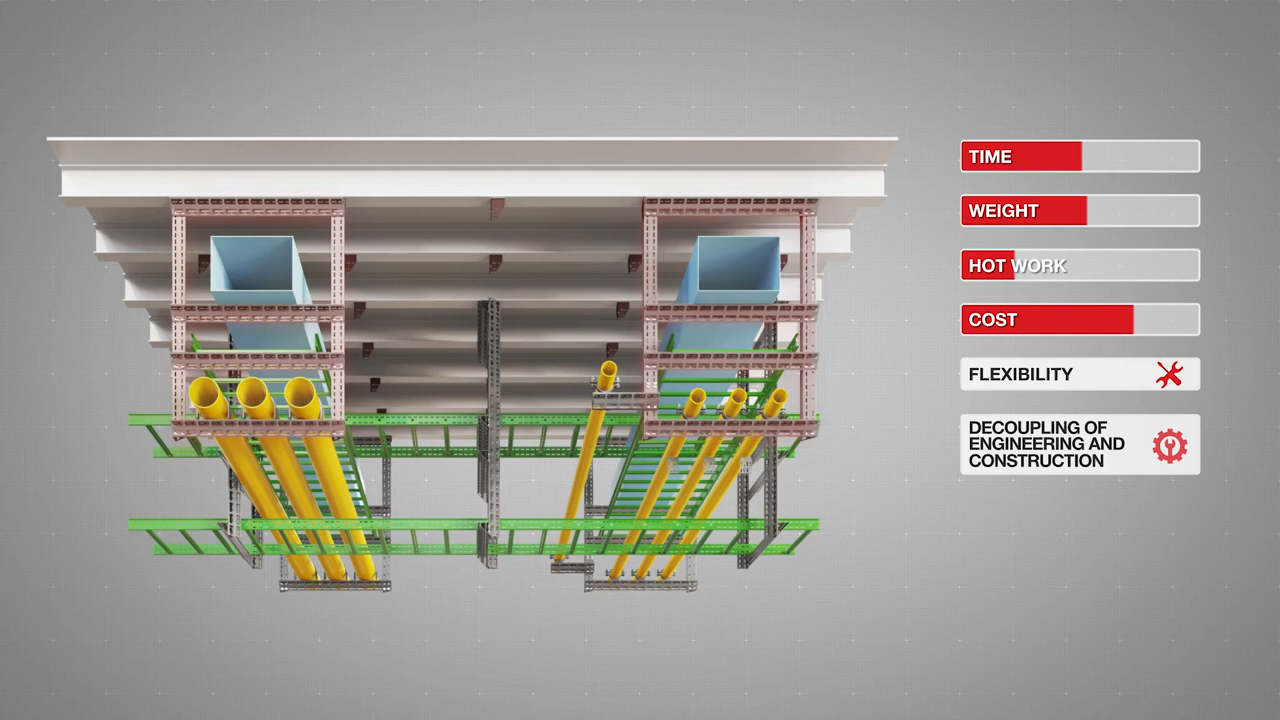 TIME
WEIGHT
HOT WORK
COST
FLEXIBILITY
DECOUPLING OF
ENGINEERING AND
CONSTRUCTION